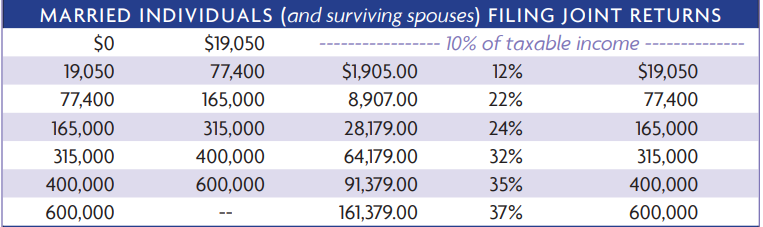 MARRIED INDIVIDUALS (and surviving spouses) FILING JOINT RETURNS
$0 $19,050 ----------------- 10% of taxable income --------------
19,050 77,400 $1,905.00 12% $19,050
77,400 165,000 8,907.00 22% 77,400
165,000 315,000 28,179.00 24% 165,000
315,000 400,000 64,179.00 32% 315,000
400,000 600,000 91,379.00 35% 400,000
600,000 -- 161,379.00 37% 600,000